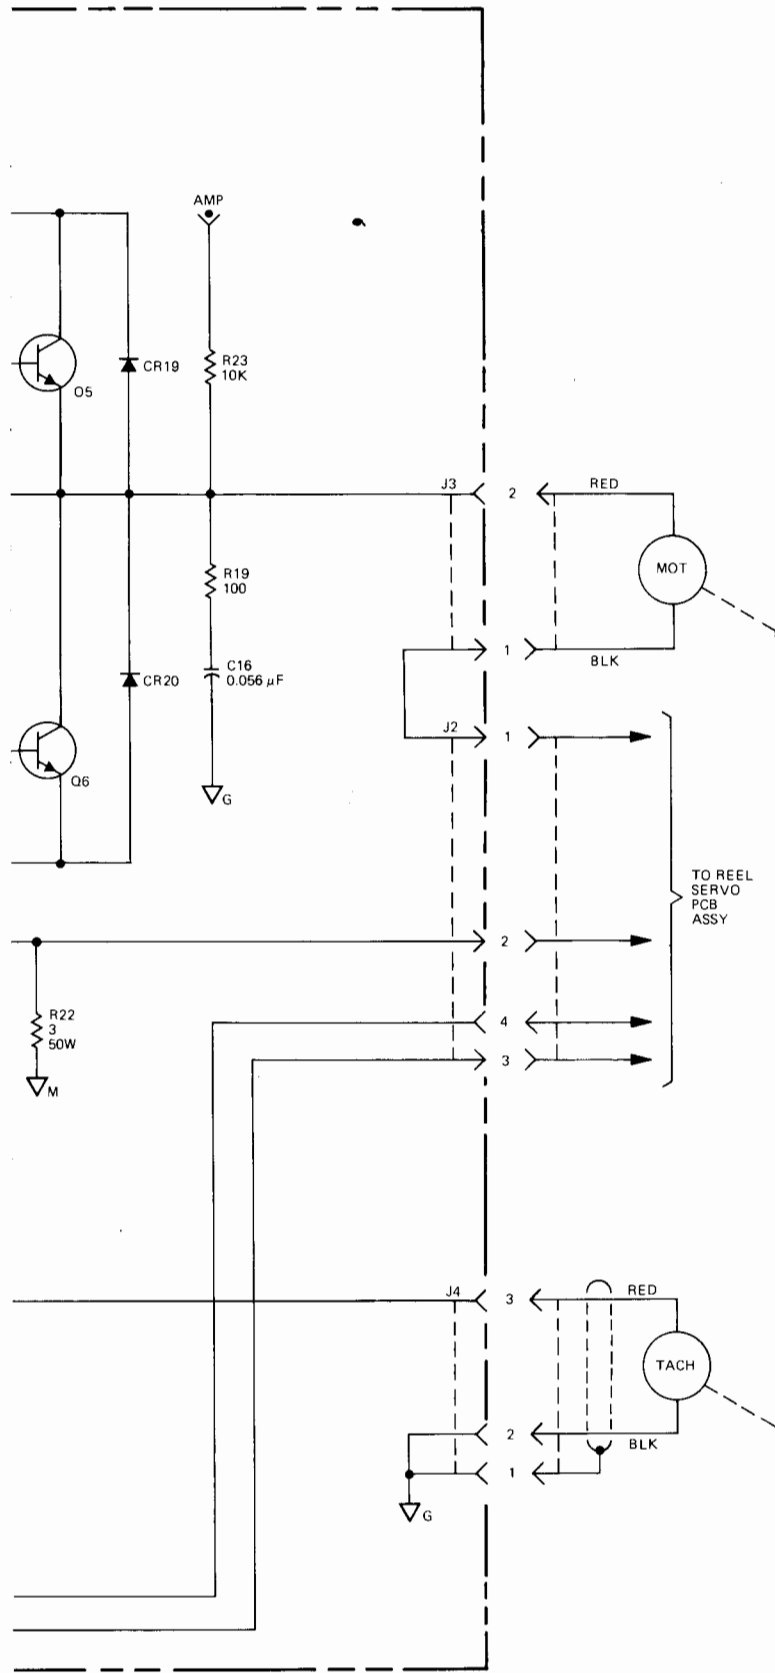 AMP
CR19
R23
10K
O5
J3
2
RED
MOT
R19
100
C16
0.056 µF
CR20
1
BLK
J2
1
Q6
G
TO REEL
SERVO
PCB
ASSY
2
R22
3
50W
4
3
M
J4
3
RED
TACH
2
BLK
1
G